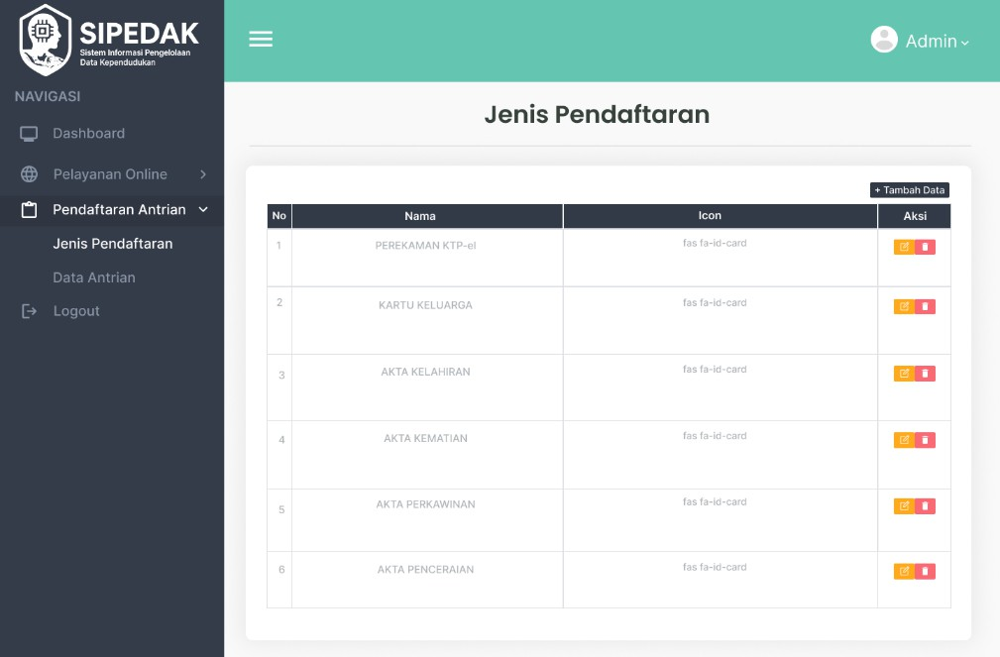 SIPEDAK
Sistem Informasi Pengelolaan
Data Kependudukan
NAVIGASI
Dashboard
Pelayanan Online
Pendaftaran Antrian
Jenis Pendaftaran
Data Antrian
Logout
Admin
Jenis Pendaftaran
+ Tambah Data
No Nama Icon Aksi
1 PEREKAMAN KTP-el fas fa-id-card
2 KARTU KELUARGA fas fa-id-card
3 AKTA KELAHIRAN fas fa-id-card
4 AKTA KEMATIAN fas fa-id-card
5 AKTA PERKAWINAN fas fa-id-card
6 AKTA PENCERAIAN fas fa-id-card